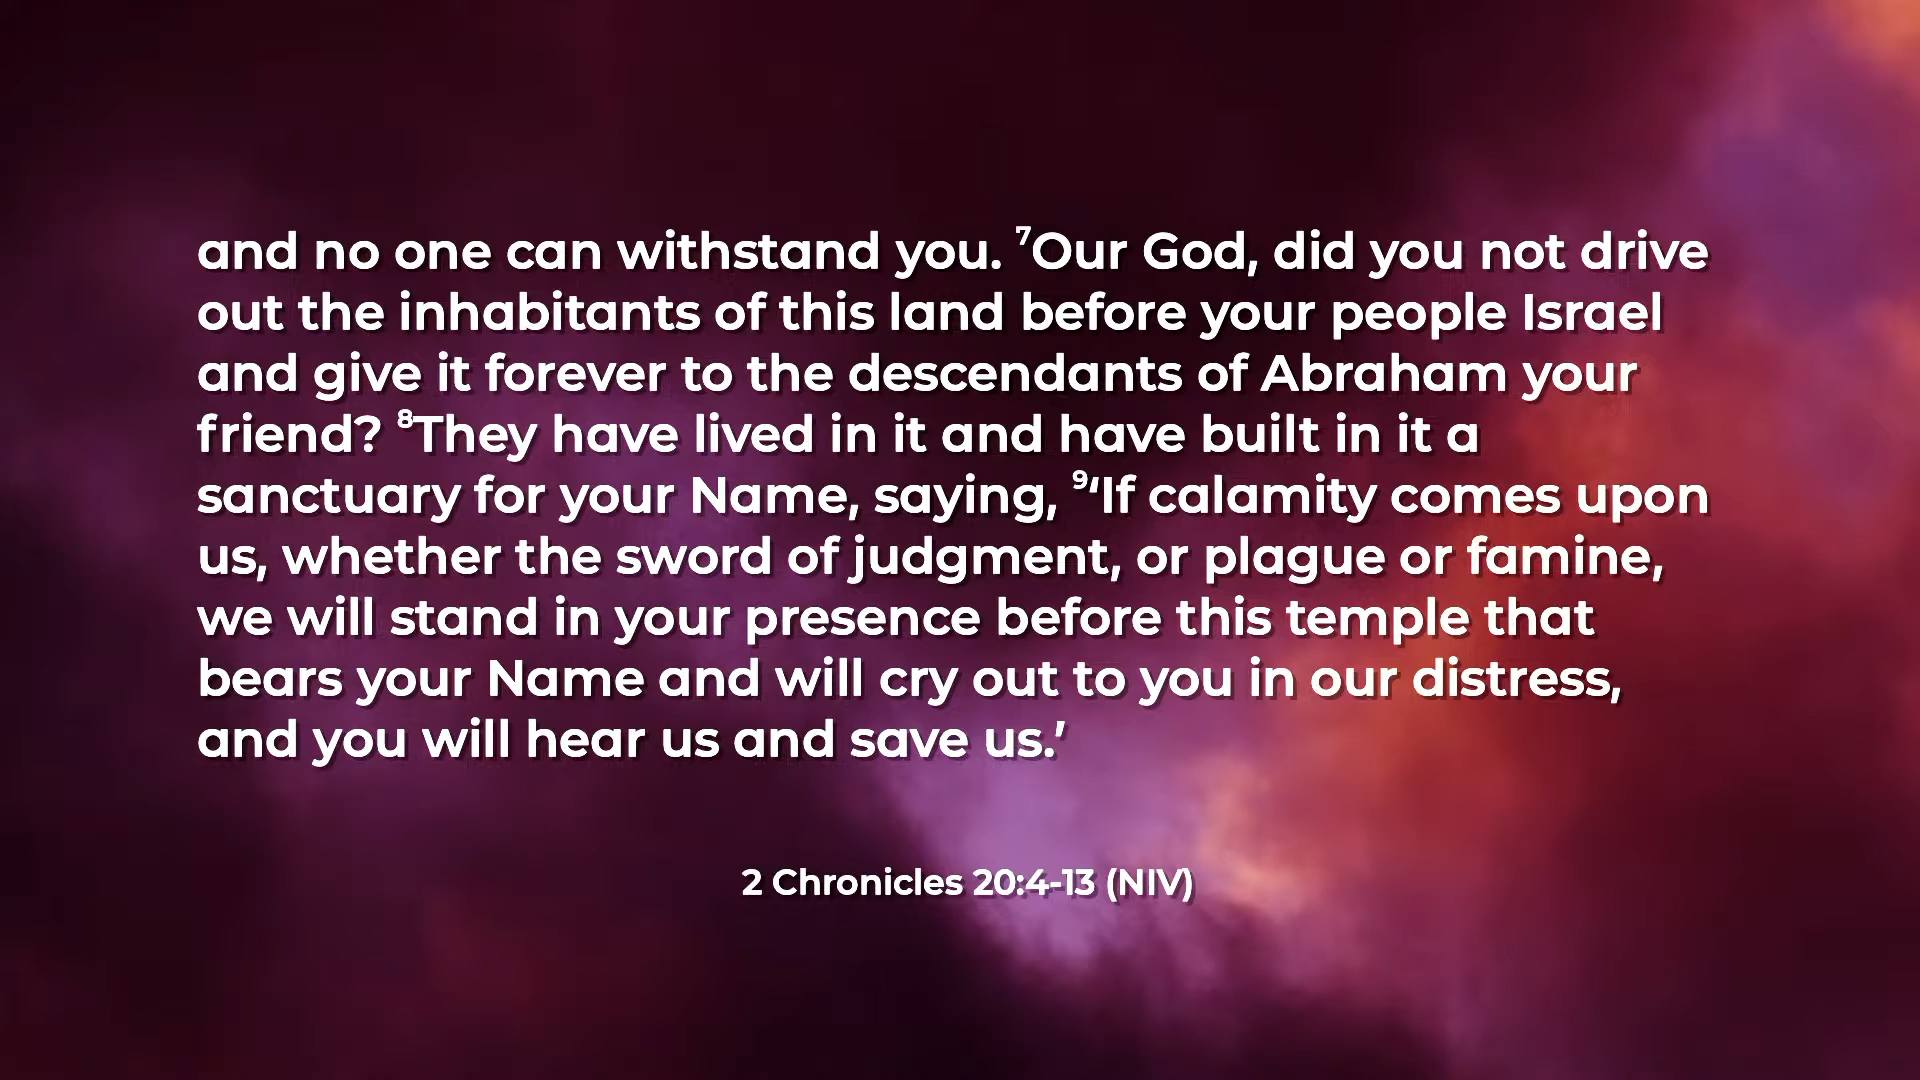 and no one can withstand you. ⁷Our God, did you not drive
out the inhabitants of this land before your people Israel
and give it forever to the descendants of Abraham your
friend? ⁸They have lived in it and have built in it a
sanctuary for your Name, saying, ⁹‘If calamity comes upon
us, whether the sword of judgment, or plague or famine,
we will stand in your presence before this temple that
bears your Name and will cry out to you in our distress,
and you will hear us and save us.’
2 Chronicles 20:4-13 (NIV)